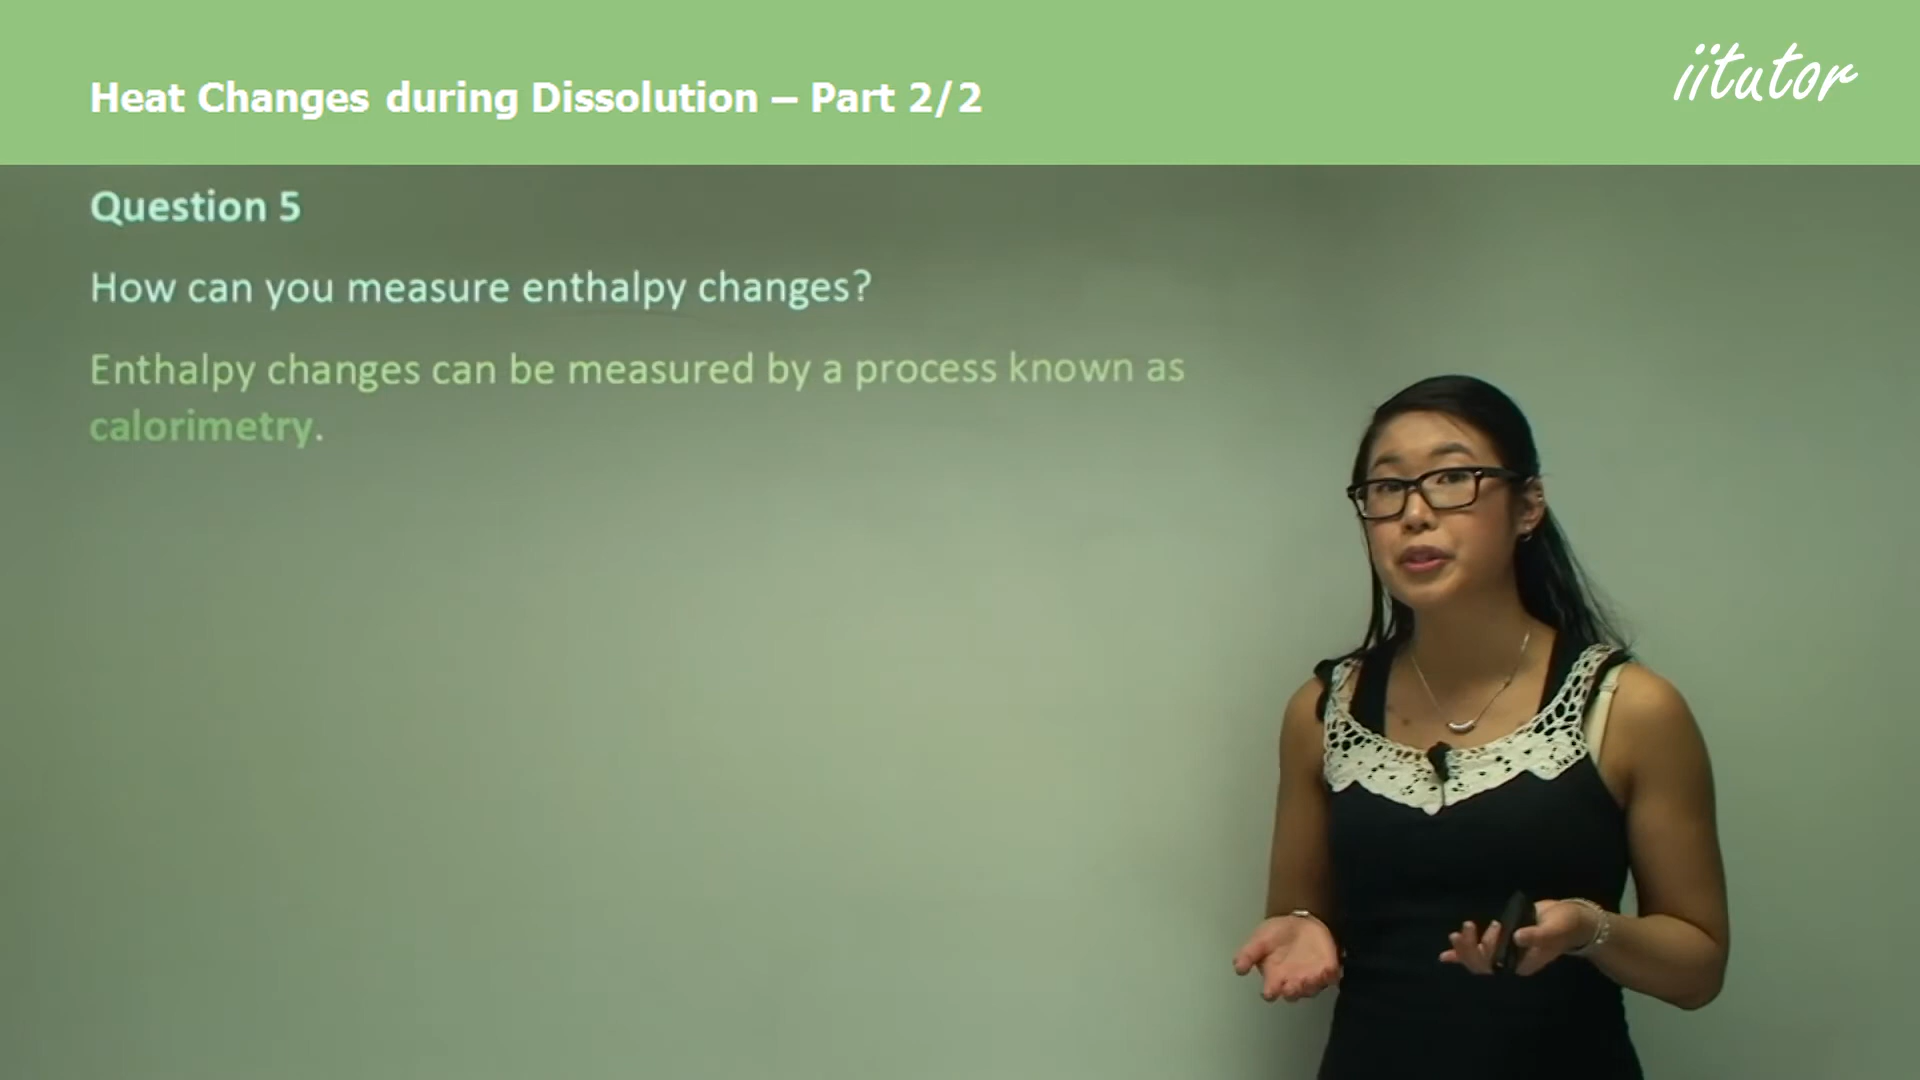 Heat Changes during Dissolution – Part 2/2
iitutor
Question 5
How can you measure enthalpy changes?
Enthalpy changes can be measured by a process known as
calorimetry.